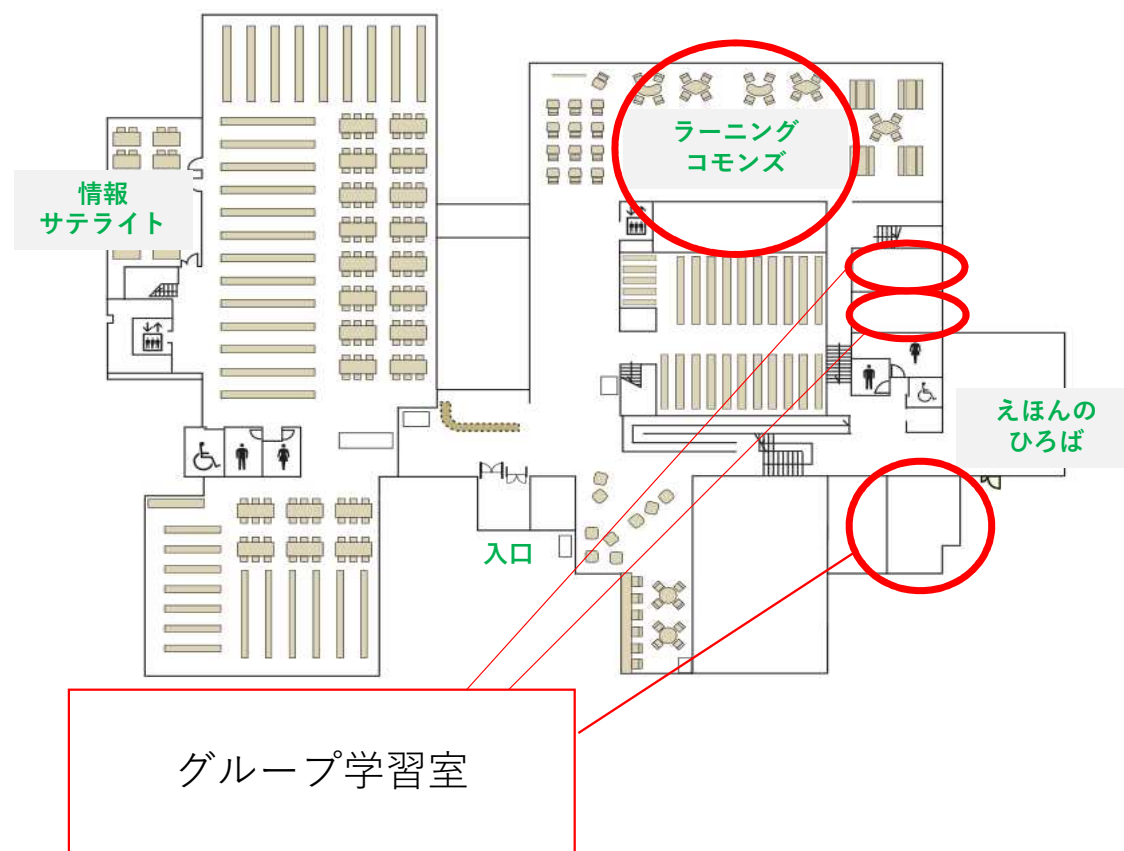 ラーニング
コモンズ
情報
サテライト
えほんの
ひろば
入口
グループ学習室